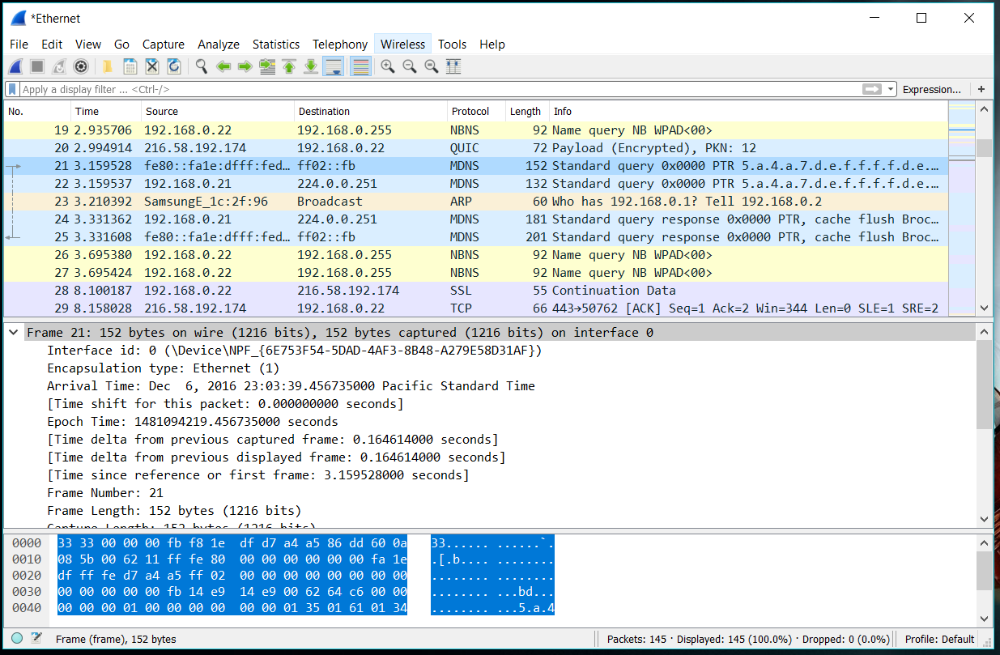 *Ethernet
File Edit View Go Capture Analyze Statistics Telephony Wireless Tools Help
Apply a display filter ... <Ctrl-/> Expression... +
No. Time Source Destination Protocol Length Info
19 2.935706 192.168.0.22 192.168.0.255 NBNS 92 Name query NB WPAD<00>
20 2.994914 216.58.192.174 192.168.0.22 QUIC 72 Payload (Encrypted), PKN: 12
21 3.159528 fe80::fa1e:dfff:fed… ff02::fb MDNS 152 Standard query 0x0000 PTR 5.a.4.a.7.d.e.f.f.f.f.d.e.…
22 3.159537 192.168.0.21 224.0.0.251 MDNS 132 Standard query 0x0000 PTR 5.a.4.a.7.d.e.f.f.f.f.d.e.…
23 3.210392 SamsungE_1c:2f:96 Broadcast ARP 60 Who has 192.168.0.1? Tell 192.168.0.2
24 3.331362 192.168.0.21 224.0.0.251 MDNS 181 Standard query response 0x0000 PTR, cache flush Broc…
25 3.331608 fe80::fa1e:dfff:fed… ff02::fb MDNS 201 Standard query response 0x0000 PTR, cache flush Broc…
26 3.695380 192.168.0.22 192.168.0.255 NBNS 92 Name query NB WPAD<00>
27 3.695424 192.168.0.22 192.168.0.255 NBNS 92 Name query NB WPAD<00>
28 8.100187 192.168.0.22 216.58.192.174 SSL 55 Continuation Data
29 8.158028 216.58.192.174 192.168.0.22 TCP 66 443→50762 [ACK] Seq=1 Ack=2 Win=344 Len=0 SLE=1 SRE=2
Frame 21: 152 bytes on wire (1216 bits), 152 bytes captured (1216 bits) on interface 0
Interface id: 0 (\Device\NPF_{6E753F54-5DAD-4AF3-8B48-A279E58D31AF})
Encapsulation type: Ethernet (1)
Arrival Time: Dec  6, 2016 23:03:39.456735000 Pacific Standard Time
[Time shift for this packet: 0.000000000 seconds]
Epoch Time: 1481094219.456735000 seconds
[Time delta from previous captured frame: 0.164614000 seconds]
[Time delta from previous displayed frame: 0.164614000 seconds]
[Time since reference or first frame: 3.159528000 seconds]
Frame Number: 21
Frame Length: 152 bytes (1216 bits)
Capture Length: 152 bytes (1216 bits)
0000 33 33 00 00 00 fb f8 1e df d7 a4 a5 86 dd 60 0a 33...... ......`.
0010 08 5b 00 62 11 ff fe 80 00 00 00 00 00 00 fa 1e .[.b.... ........
0020 df ff fe d7 a4 a5 ff 02 00 00 00 00 00 00 00 00 ........ ........
0030 00 00 00 00 00 fb 14 e9 14 e9 00 62 64 c6 00 00 ........ ...bd...
0040 00 00 00 01 00 00 00 00 00 00 01 35 01 61 01 34 ........ ...5.a.4
Frame (frame), 152 bytes Packets: 145 · Displayed: 145 (100.0%) · Dropped: 0 (0.0%) Profile: Default